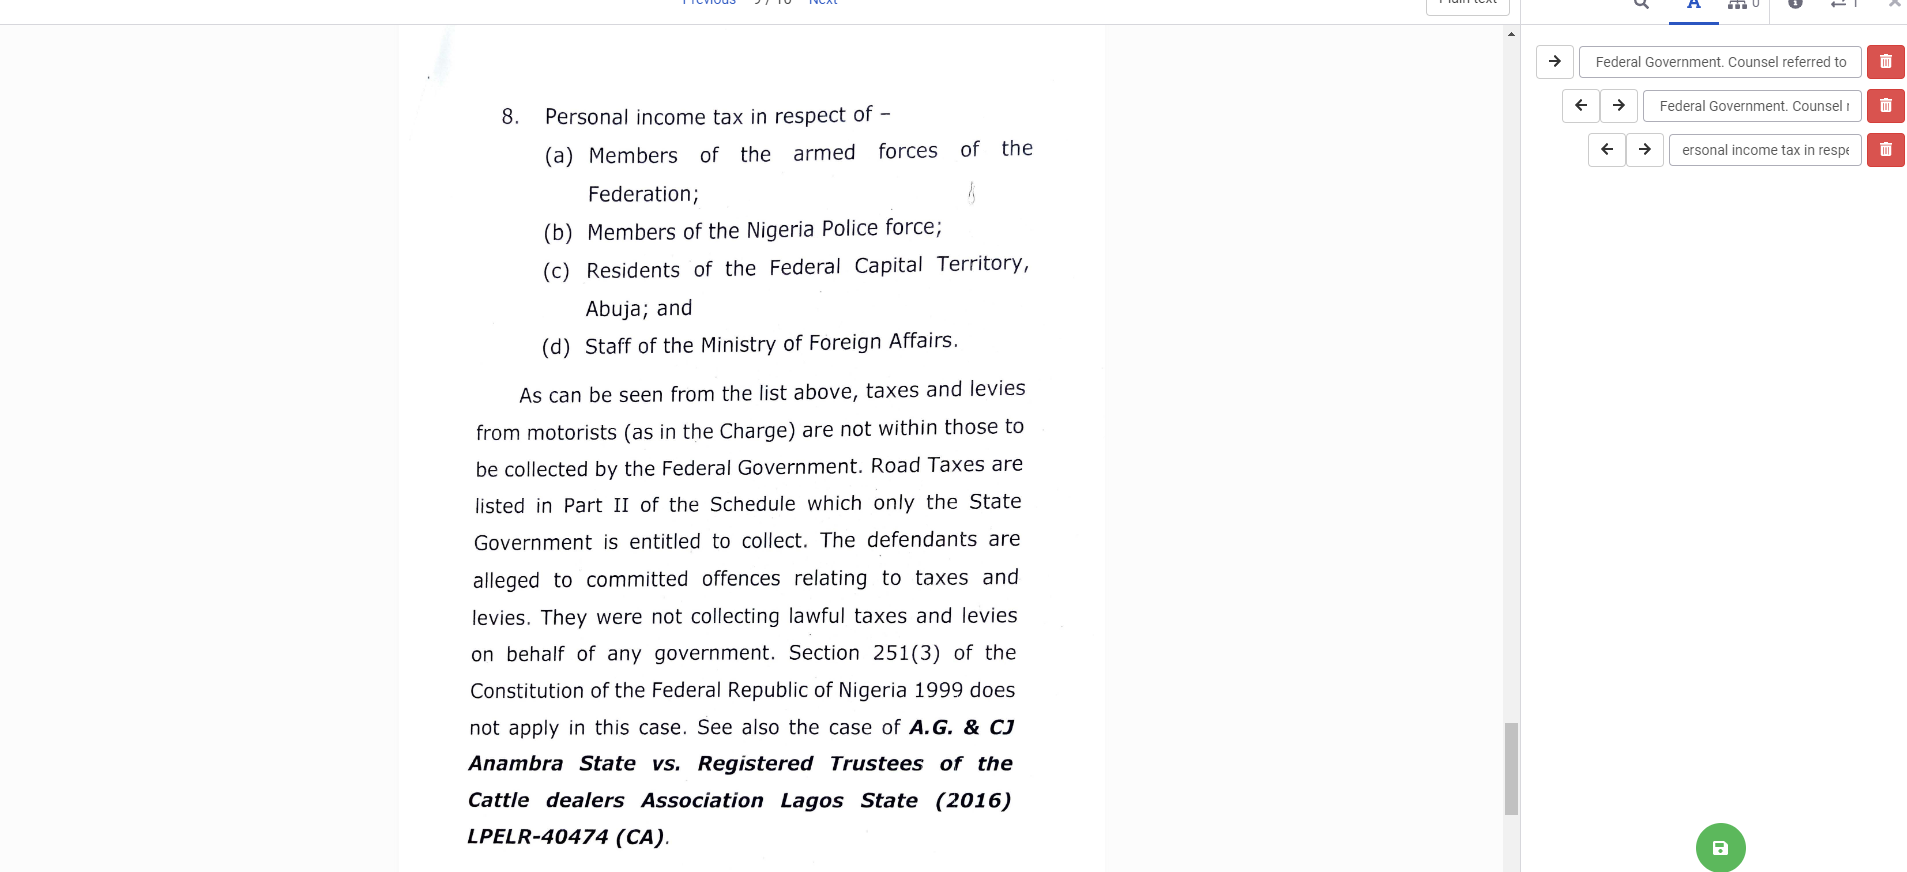 8. Personal income tax in respect of –
(a) Members of the armed forces of the
Federation;
(b) Members of the Nigeria Police force;
(c) Residents of the Federal Capital Territory,
Abuja; and
(d) Staff of the Ministry of Foreign Affairs.
As can be seen from the list above, taxes and levies
from motorists (as in the Charge) are not within those to
be collected by the Federal Government. Road Taxes are
listed in Part II of the Schedule which only the State
Government is entitled to collect. The defendants are
alleged to committed offences relating to taxes and
levies. They were not collecting lawful taxes and levies
on behalf of any government. Section 251(3) of the
Constitution of the Federal Republic of Nigeria 1999 does
not apply in this case. See also the case of A.G. & CJ
Anambra State vs. Registered Trustees of the
Cattle dealers Association Lagos State (2016)
LPELR-40474 (CA).
Federal Government. Counsel referred to
Federal Government. Counsel
ersonal income tax in respe